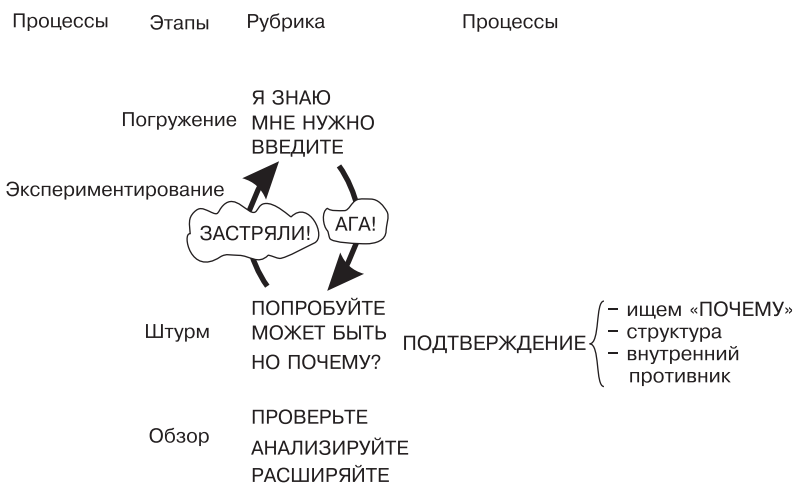 Процессы Этапы Рубрика Процессы
Погружение
Я ЗНАЮ
МНЕ НУЖНО
ВВЕДИТЕ
Экспериментирование
ЗАСТРЯЛИ!
АГА!
Штурм
ПОПРОБУЙТЕ
МОЖЕТ БЫТЬ
НО ПОЧЕМУ?
ПОДТВЕРЖДЕНИЕ
– ищем «ПОЧЕМУ»
– структура
– внутренний
противник
Обзор
ПРОВЕРЬТЕ
АНАЛИЗИРУЙТЕ
РАСШИРЯЙТЕ